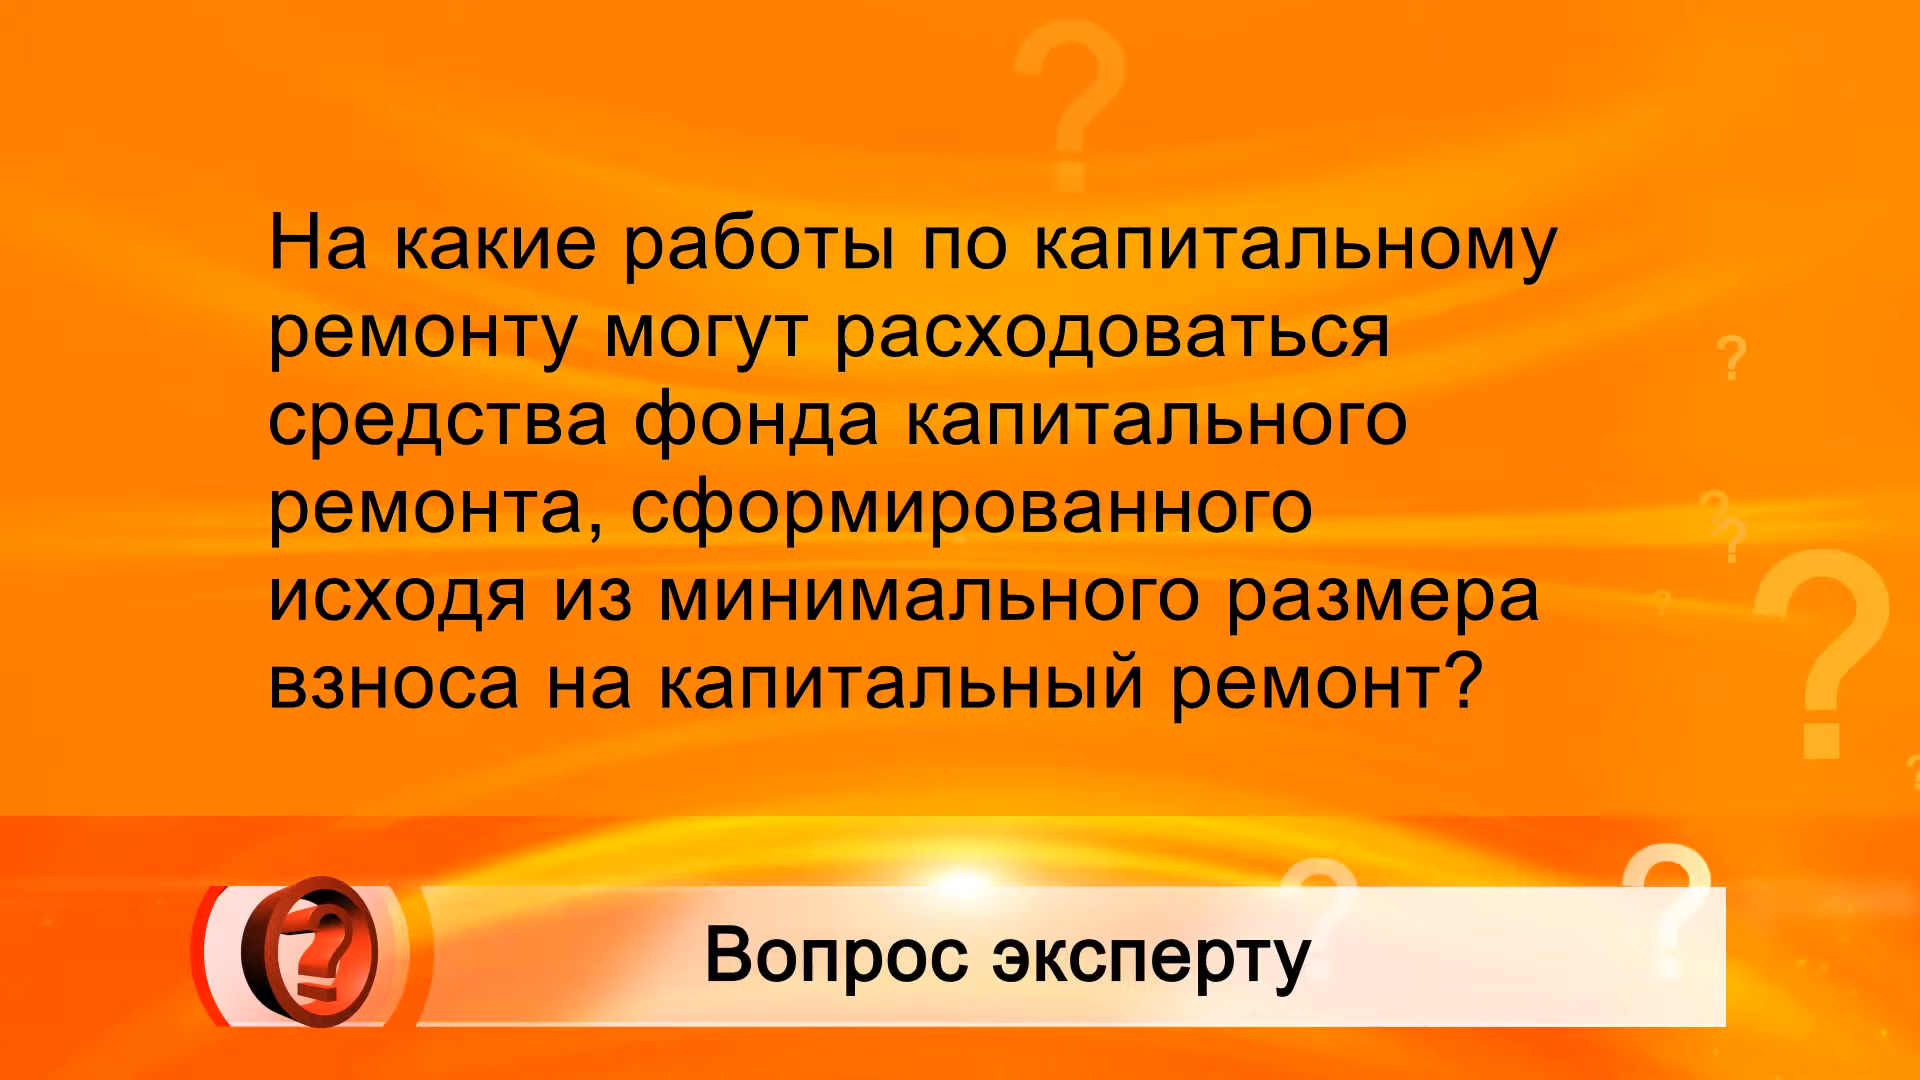 На какие работы по капитальному
ремонту могут расходоваться
средства фонда капитального
ремонта, сформированного
исходя из минимального размера
взноса на капитальный ремонт?
Вопрос эксперту